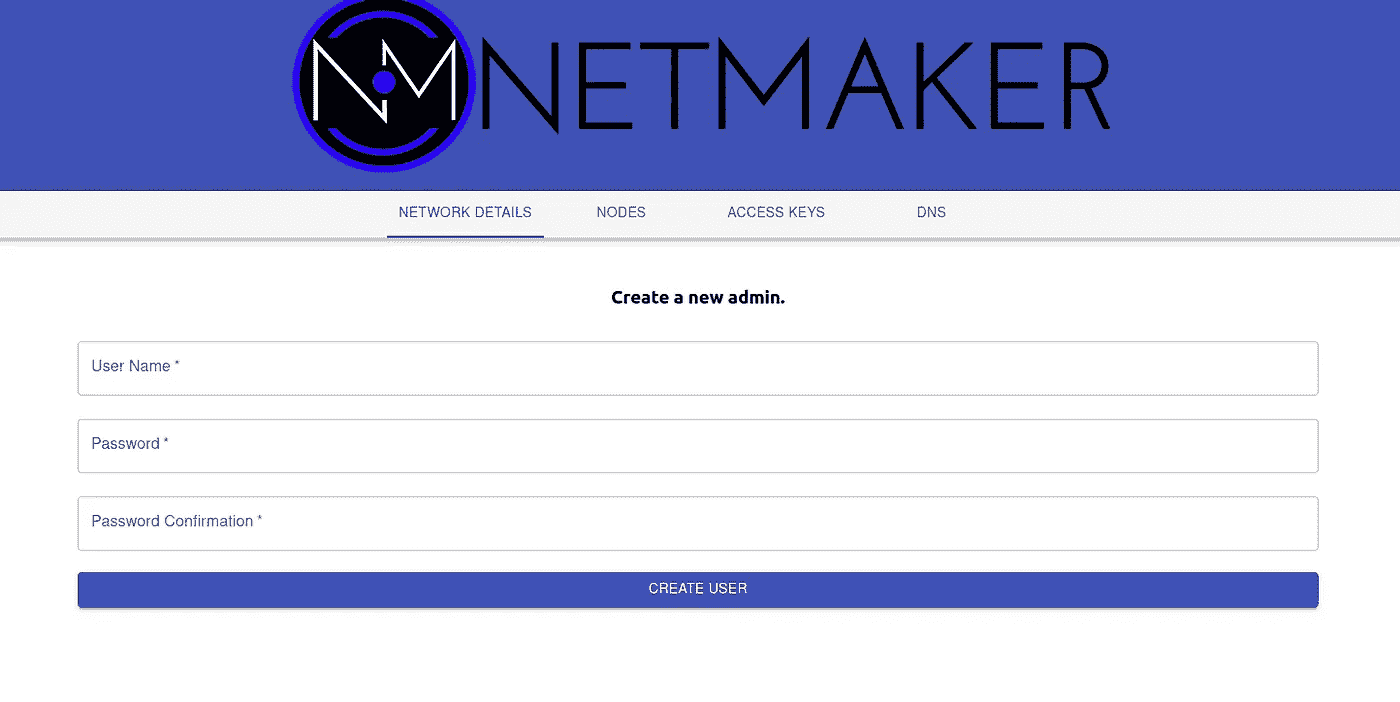 NM NETMAKER
NETWORK DETAILS NODES ACCESS KEYS DNS
Create a new admin.
User Name *
Password *
Password Confirmation *
CREATE USER